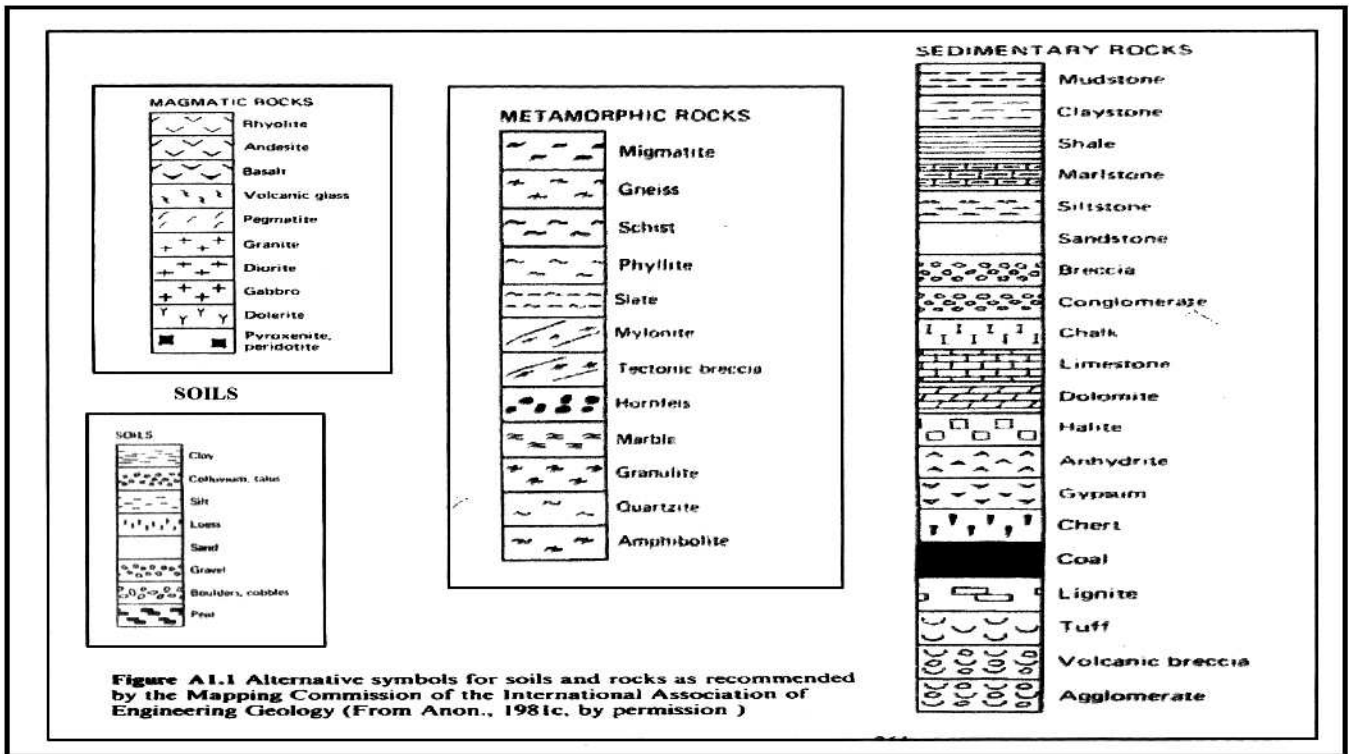 MAGMATIC ROCKS
Rhyolite
Andesite
Basalt
Volcanic glass
Pegmatite
Granite
Diorite
Gabbro
Dolerite
Pyroxenite,
peridotite
SOILS
SOILS
Clay
Colluvium, talus
Silt
Loess
Sand
Gravel
Boulders, cobbles
Peat
METAMORPHIC ROCKS
Migmatite
Gneiss
Schist
Phyllite
Slate
Mylonite
Tectonic breccia
Hornfels
Marble
Granulite
Quartzite
Amphibolite
SEDIMENTARY ROCKS
Mudstone
Claystone
Shale
Marlstone
Siltstone
Sandstone
Breccia
Conglomerate
Chalk
Limestone
Dolomite
Halite
Anhydrite
Gypsum
Chert
Coal
Lignite
Tuff
Volcanic breccia
Agglomerate
Figure A1.1 Alternative symbols for soils and rocks as recommended
by the Mapping Commission of the International Association of
Engineering Geology (From Anon., 1981c, by permission )